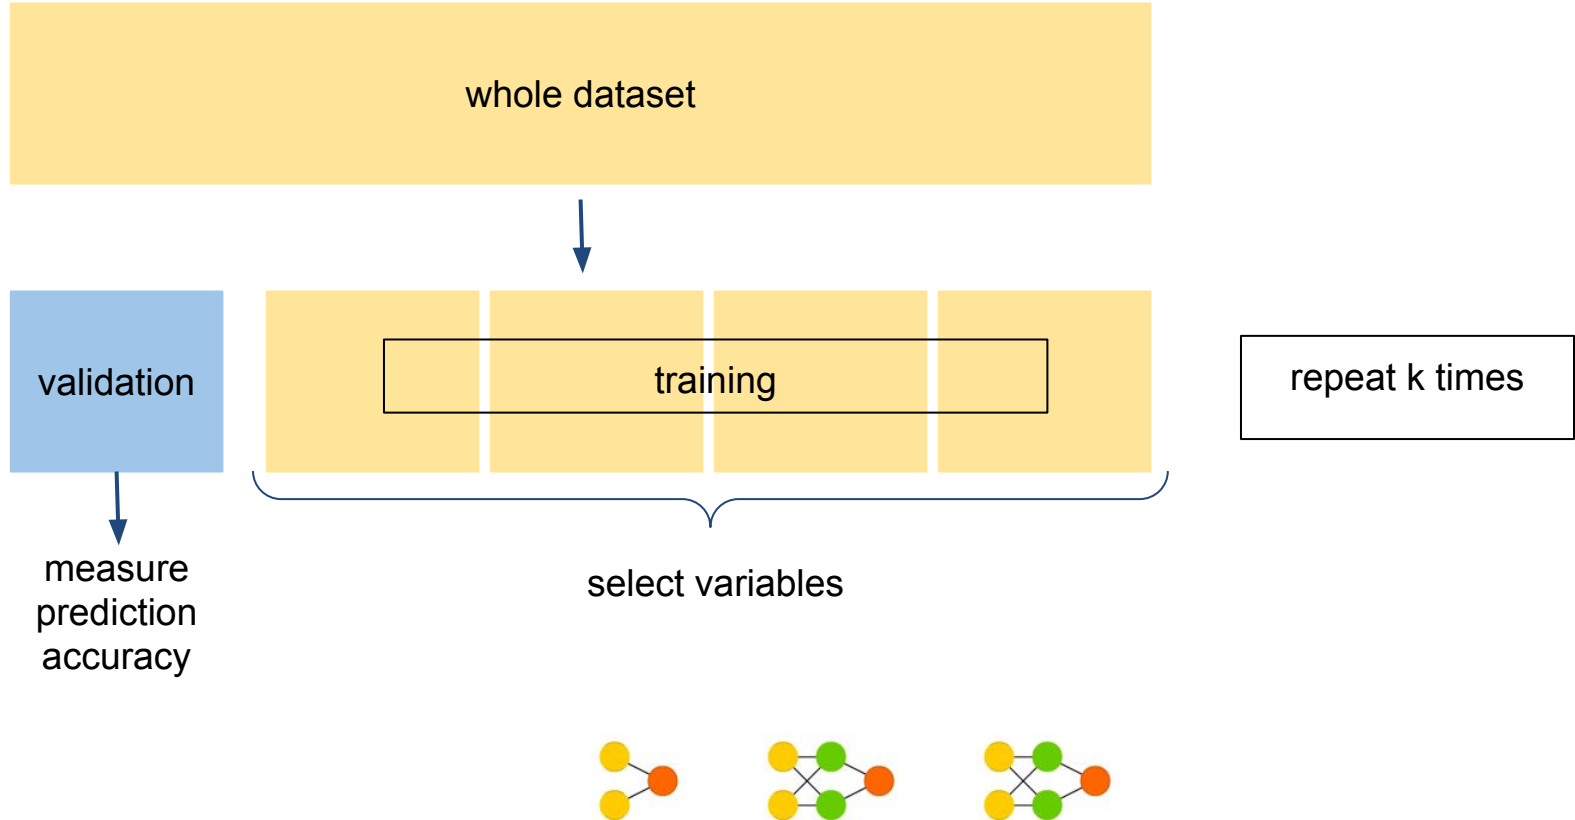 whole dataset
validation
training
repeat k times
measure
prediction
accuracy
select variables